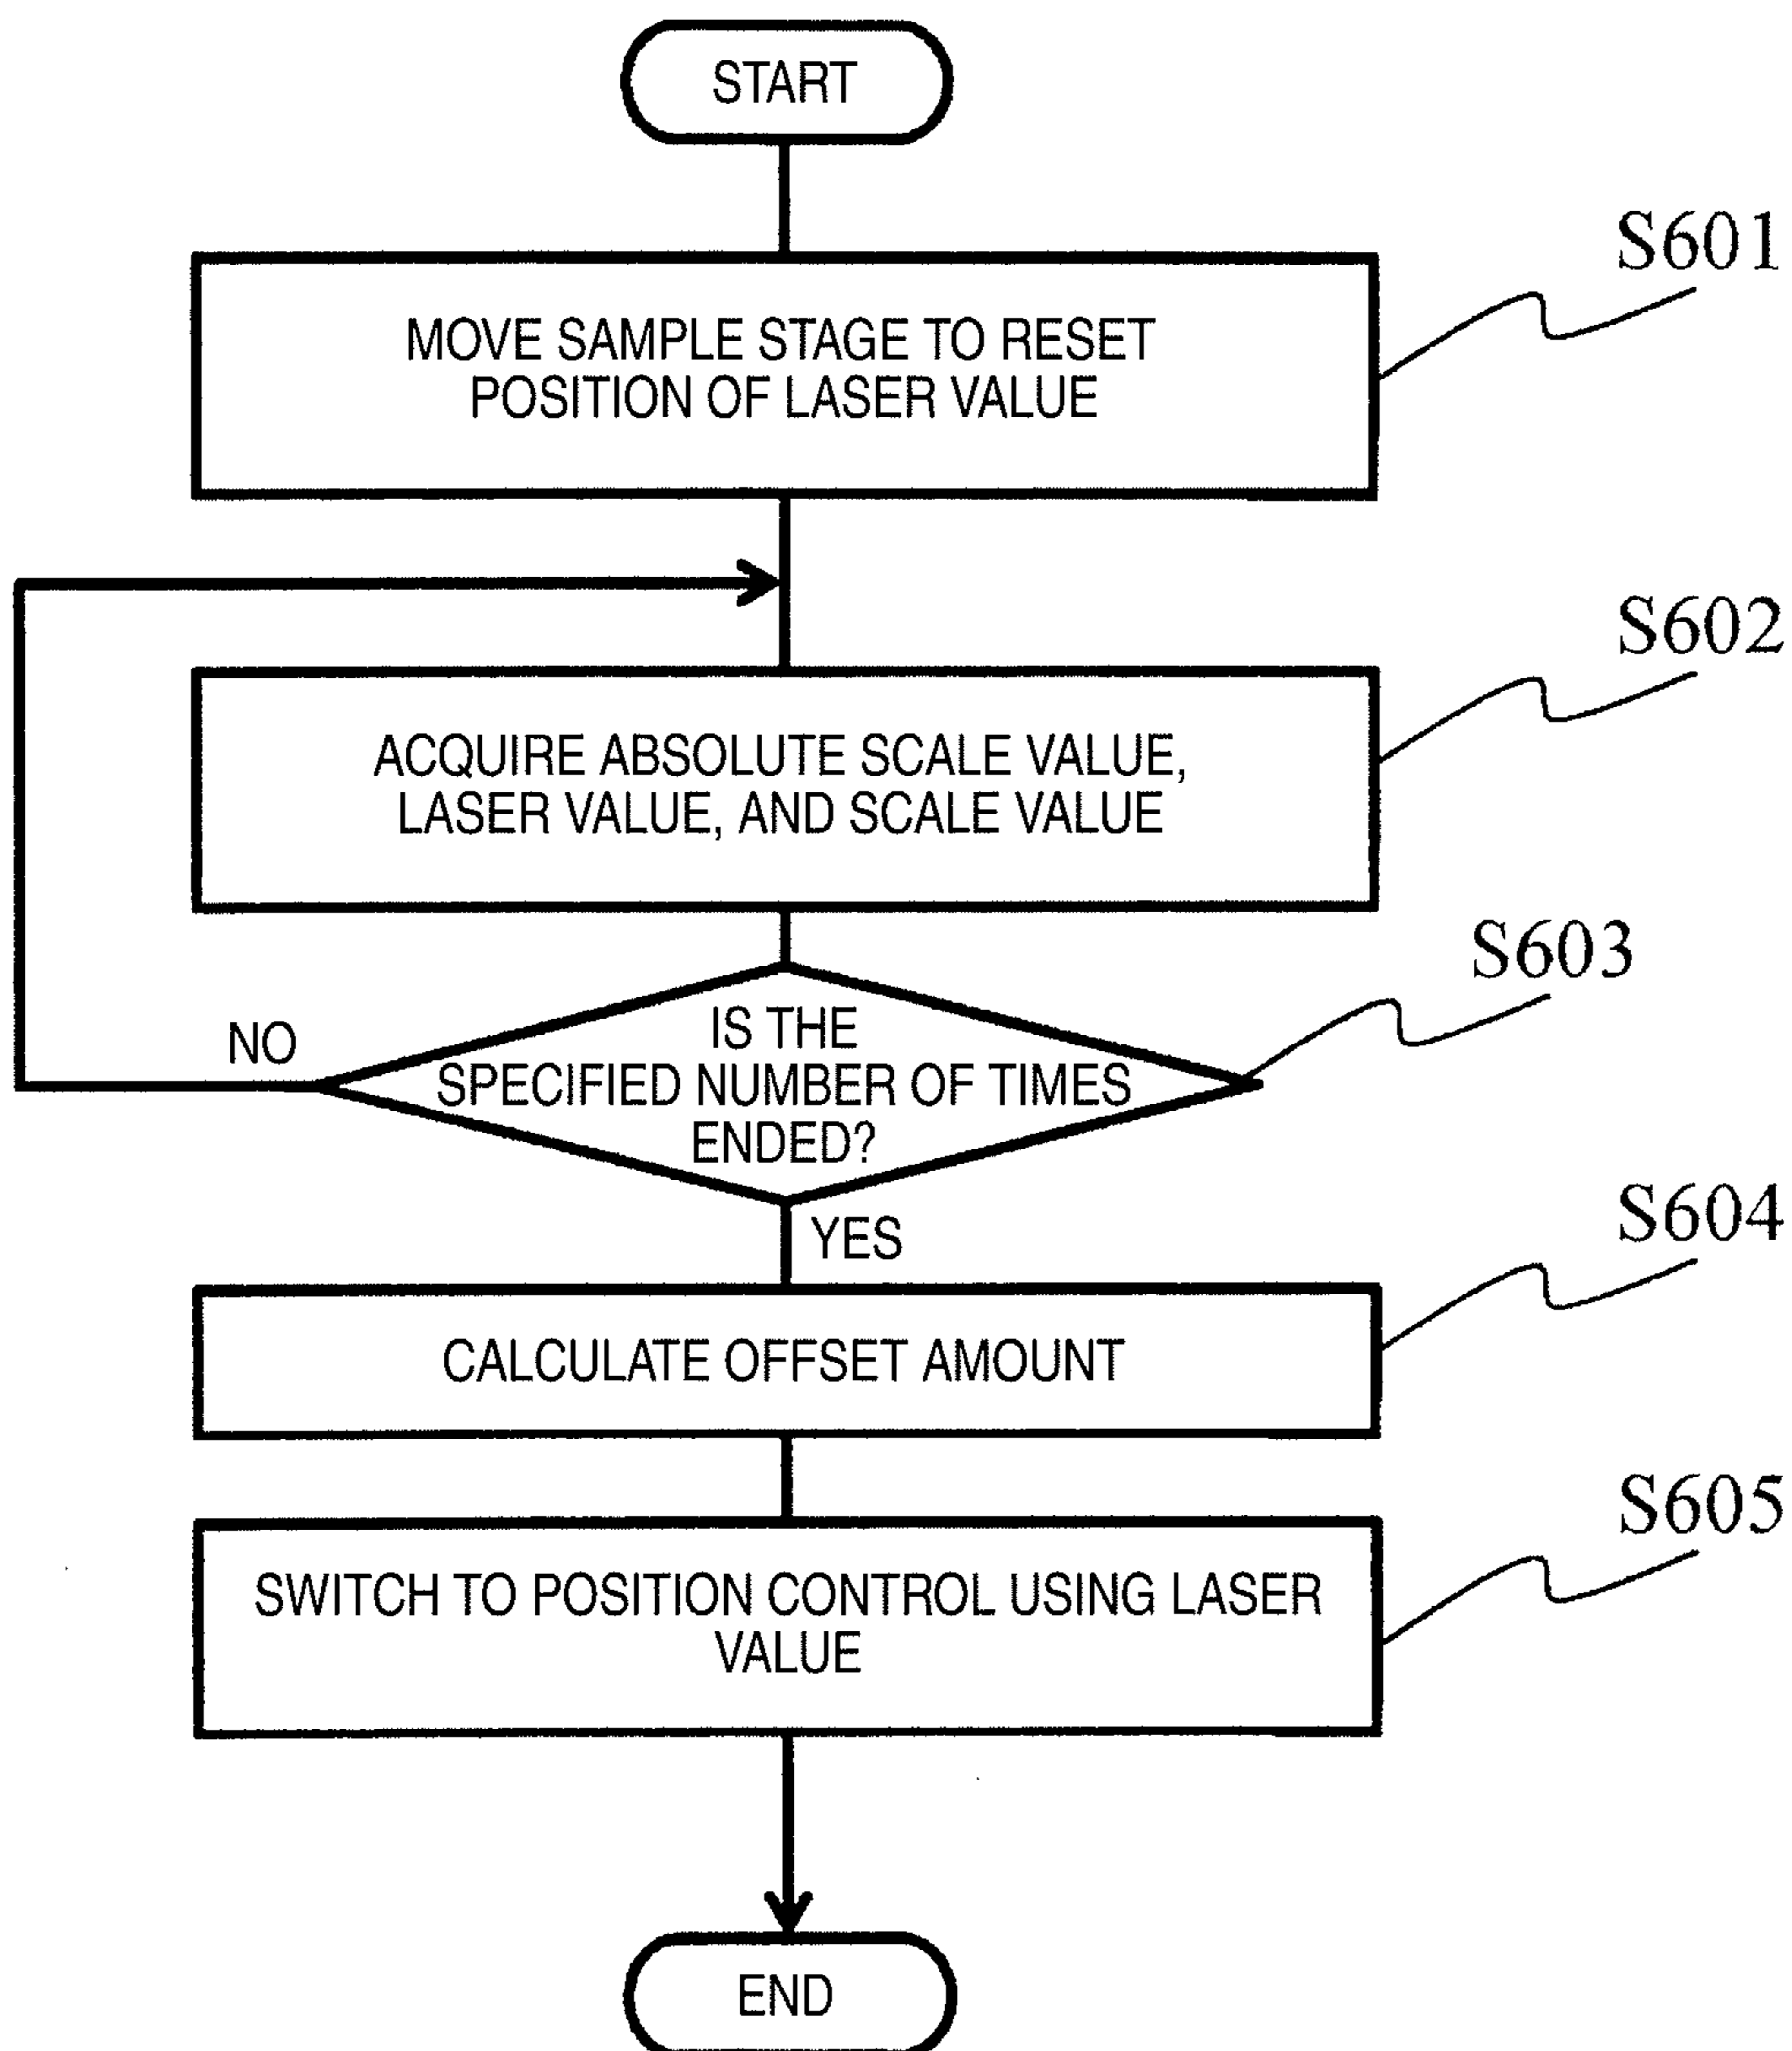 START
S601
MOVE SAMPLE STAGE TO RESET
POSITION OF LASER VALUE
S602
ACQUIRE ABSOLUTE SCALE VALUE,
LASER VALUE, AND SCALE VALUE
S603
NO
IS THE
SPECIFIED NUMBER OF TIMES
ENDED?
YES
S604
CALCULATE OFFSET AMOUNT
S605
SWITCH TO POSITION CONTROL USING LASER
VALUE
END